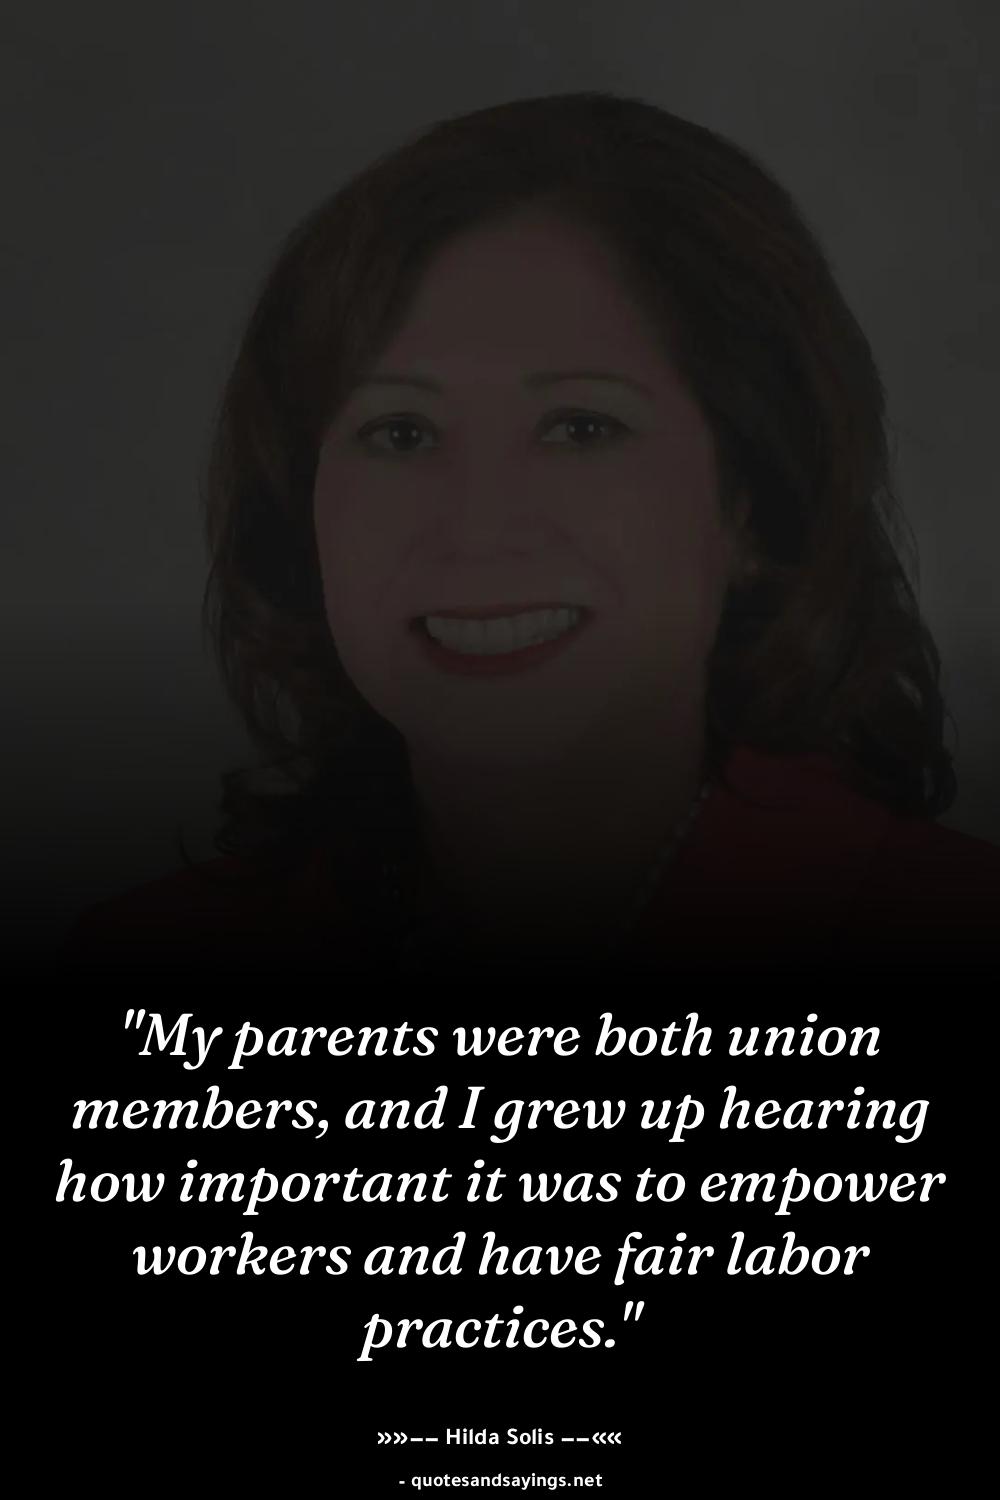 "My parents were both union
members, and I grew up hearing
how important it was to empower
workers and have fair labor
practices."
»»–– Hilda Solis ––««
- quotesandsayings.net